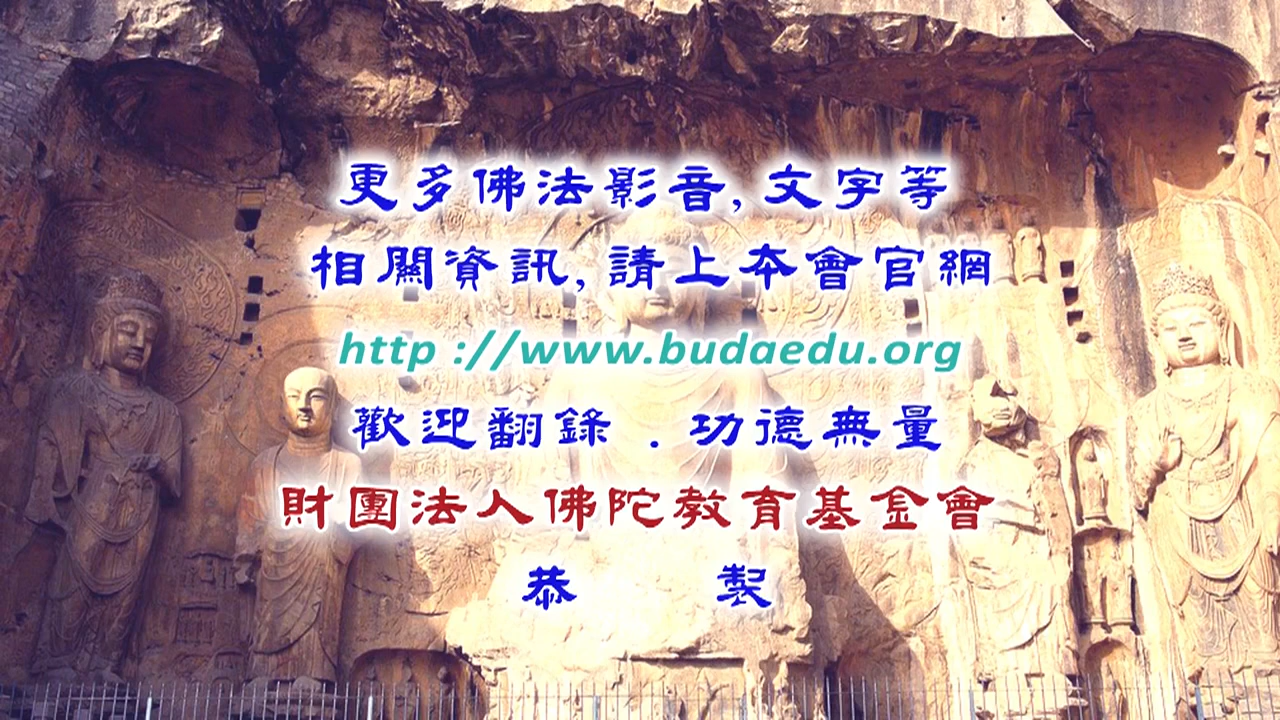 更多佛法影音,文字等
相關資訊,請上本會官網
http ://www.budaedu.org
歡迎翻錄 . 功德無量
財團法人佛陀教育基金會
恭 製